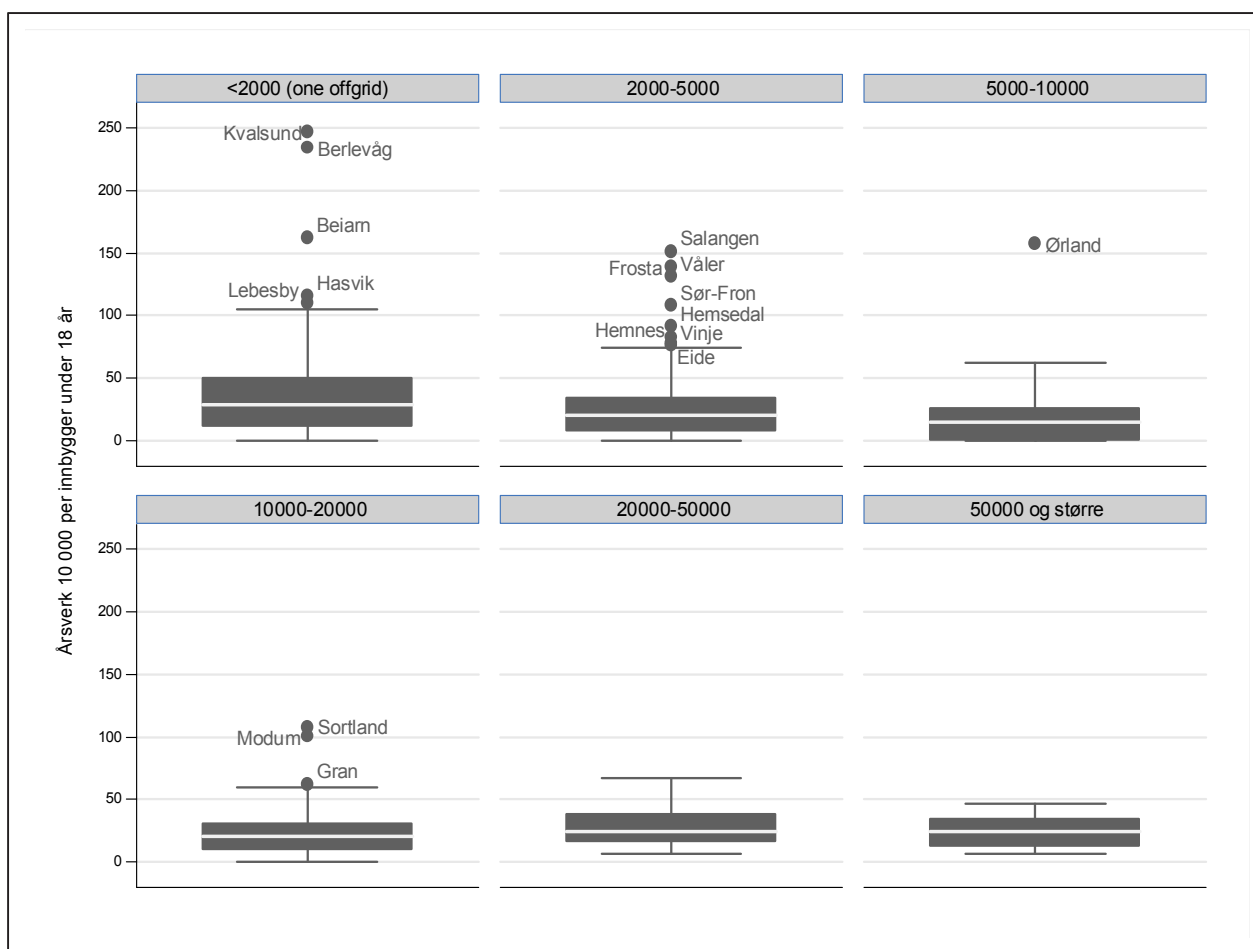 <2000 (one offgrid)
2000-5000
5000-10000
Årsverk 10 000 per innbygger under 18 år
250
200
150
100
50
0
Kvalsund
Berlevåg
Beiarn
Hasvik
Lebesby
Salangen
Våler
Frosta
Sør-Fron
Hemsedal
Hemnes
Vinje
Eide
Ørland
10000-20000
20000-50000
50000 og større
250
200
150
100
50
0
Sortland
Modum
Gran